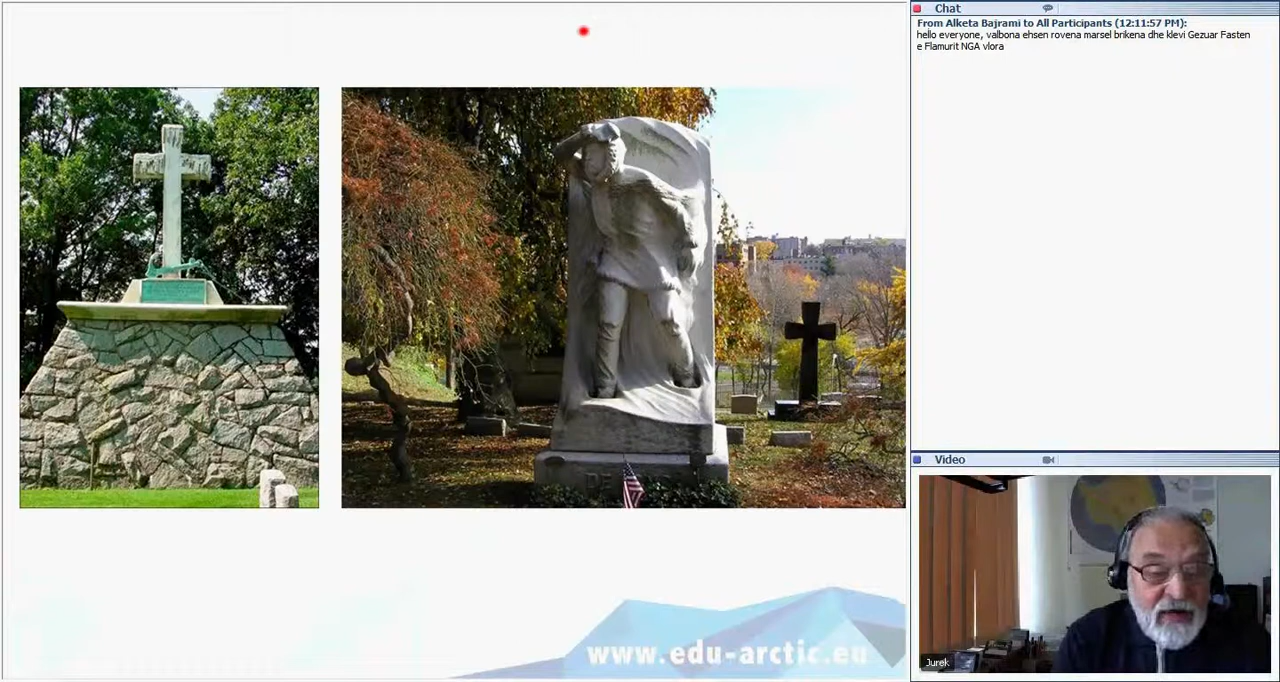 Chat
From Alketa Bajrami to All Participants (12:11:57 PM):
hello everyone, valbona ehsen rovena marsel brikena dhe klevi Gezuar Fasten
e Flamurit NGA vlora
Video
www.edu-arctic.eu
Jurek